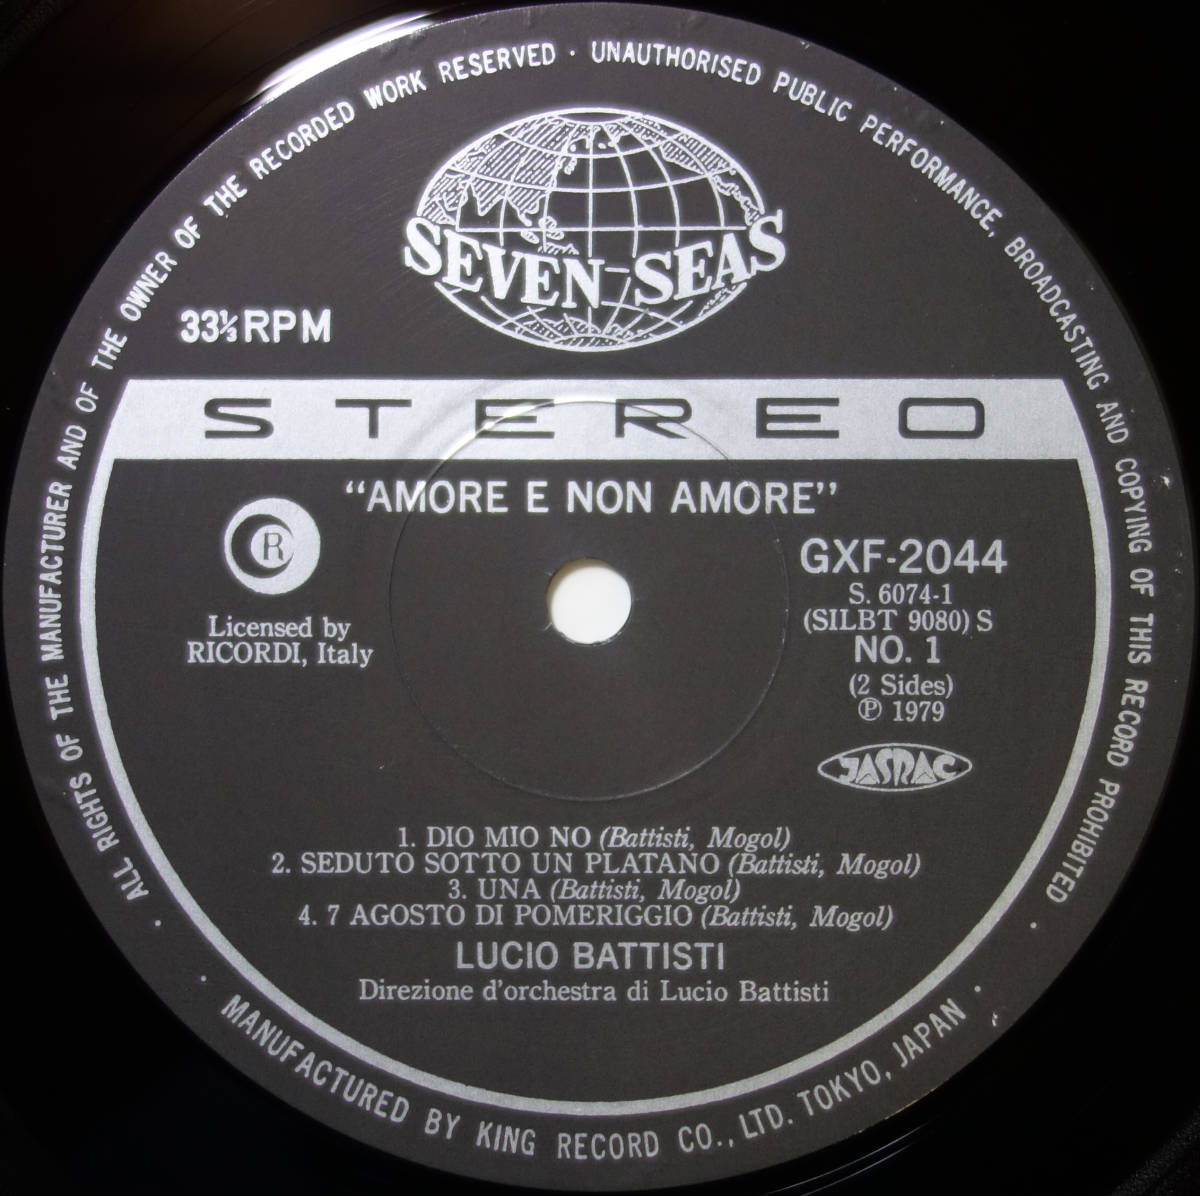 ALL RIGHTS OF THE MANUFACTURER AND OF THE OWNER OF THE RECORDED WORK RESERVED · UNAUTHORISED PUBLIC PERFORMANCE, BROADCASTING AND COPYING OF THIS RECORD PROHIBITED ·
SEVEN SEAS
33⅓ RPM
STEREO
“AMORE E NON AMORE”
R
Licensed by
RICORDI, Italy
GXF-2044
S. 6074-1
(SILBT 9080) S
NO. 1
(2 Sides)
℗ 1979
JASRAC
1. DIO MIO NO (Battisti, Mogol)
2. SEDUTO SOTTO UN PLATANO (Battisti, Mogol)
3. UNA (Battisti, Mogol)
4. 7 AGOSTO DI POMERIGGIO (Battisti, Mogol)
LUCIO BATTISTI
Direzione d'orchestra di Lucio Battisti
· MANUFACTURED BY KING RECORD CO., LTD. TOKYO, JAPAN ·